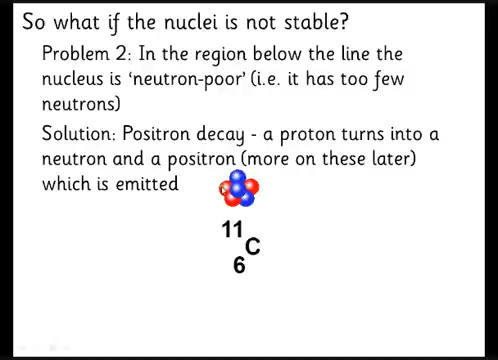 So what if the nuclei is not stable?
Problem 2: In the region below the line the
nucleus is ‘neutron-poor’ (i.e. it has too few
neutrons)
Solution: Positron decay - a proton turns into a
neutron and a positron (more on these later)
which is emitted
11
C
6